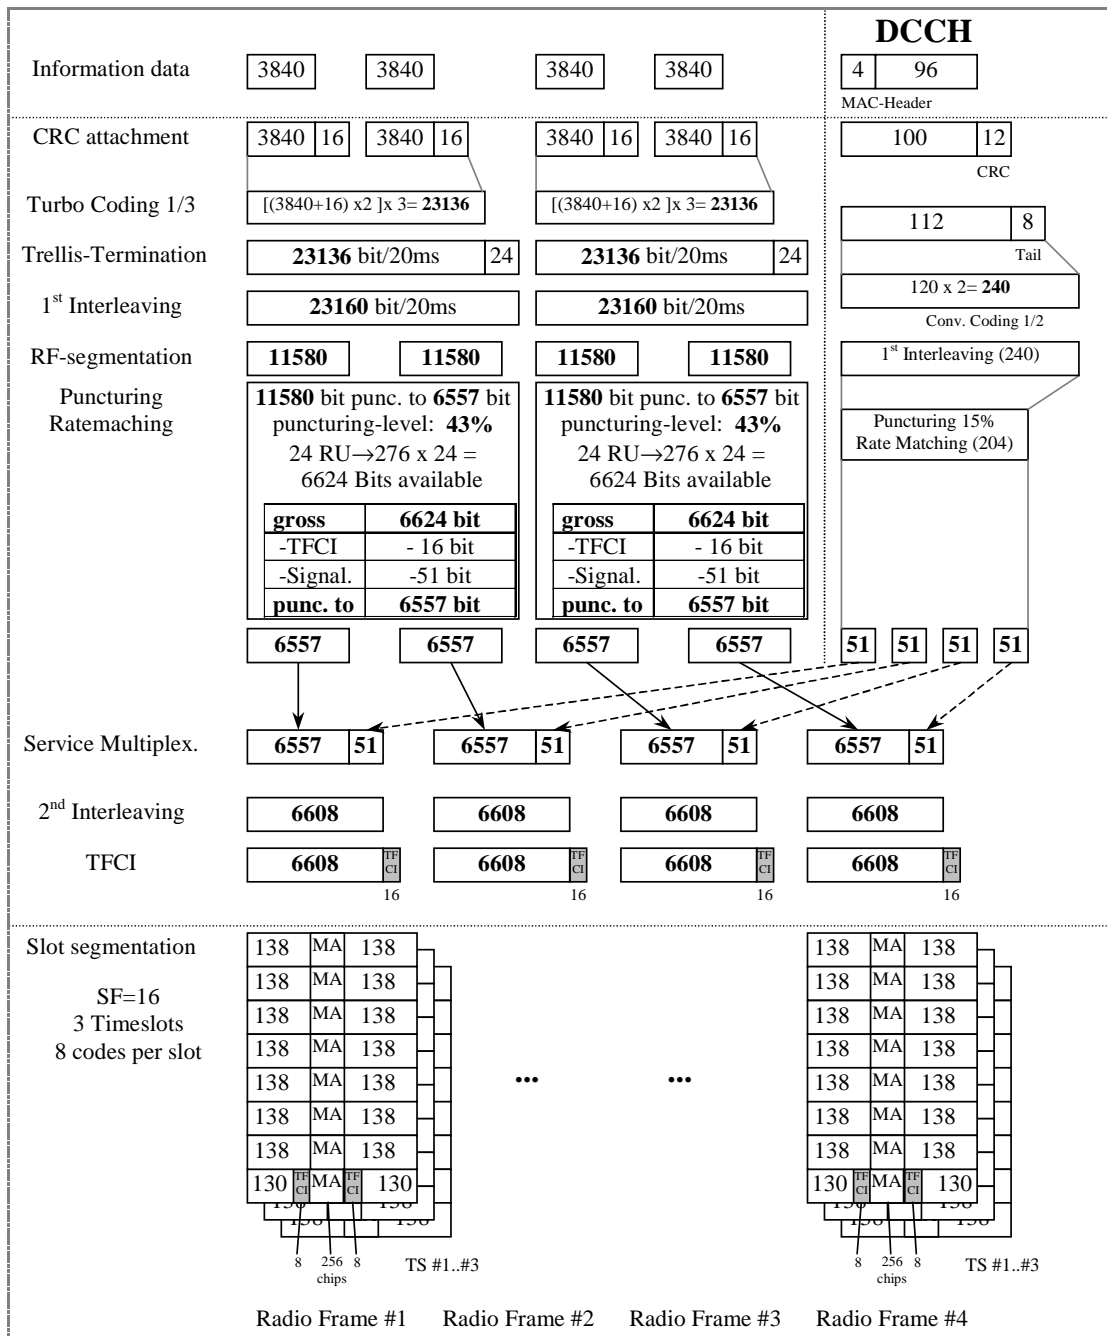 DCCH
Information data 3840 3840 3840 3840 4 96
MAC-Header
CRC attachment 3840 16 3840 16 3840 16 3840 16 100 12
CRC
Turbo Coding 1/3 [(3840+16) x2 ]x 3= 23136 [(3840+16) x2 ]x 3= 23136
112 8
Tail
Trellis-Termination 23136 bit/20ms 24 23136 bit/20ms 24
120 x 2= 240
Conv. Coding 1/2
1st Interleaving 23160 bit/20ms 23160 bit/20ms
RF-segmentation 11580 11580 11580 11580 1st Interleaving (240)
Puncturing
Ratemaching
11580 bit punc. to 6557 bit
puncturing-level: 43%
24 RU→276 x 24 =
6624 Bits available
gross 6624 bit
-TFCI - 16 bit
-Signal. -51 bit
punc. to 6557 bit
11580 bit punc. to 6557 bit
puncturing-level: 43%
24 RU→276 x 24 =
6624 Bits available
gross 6624 bit
-TFCI - 16 bit
-Signal. -51 bit
punc. to 6557 bit
Puncturing 15%
Rate Matching (204)
6557 6557 6557 6557 51 51 51 51
Service Multiplex. 6557 51 6557 51 6557 51 6557 51
2nd Interleaving 6608 6608 6608 6608
TFCI 6608 TF CI 6608 TF CI 6608 TF CI 6608 TF CI
16 16 16 16
Slot segmentation
SF=16
3 Timeslots
8 codes per slot
138 MA 138 138 MA 138
138 MA 138 138 MA 138
138 MA 138 138 MA 138
138 MA 138 138 MA 138
138 MA 138 ... ... 138 MA 138
138 MA 138 138 MA 138
138 MA 138 138 MA 138
130 TF CI MA TF CI 130 130 TF CI MA TF CI 130
8 256 chips 8 TS #1..#3 8 256 chips 8 TS #1..#3
Radio Frame #1 Radio Frame #2 Radio Frame #3 Radio Frame #4